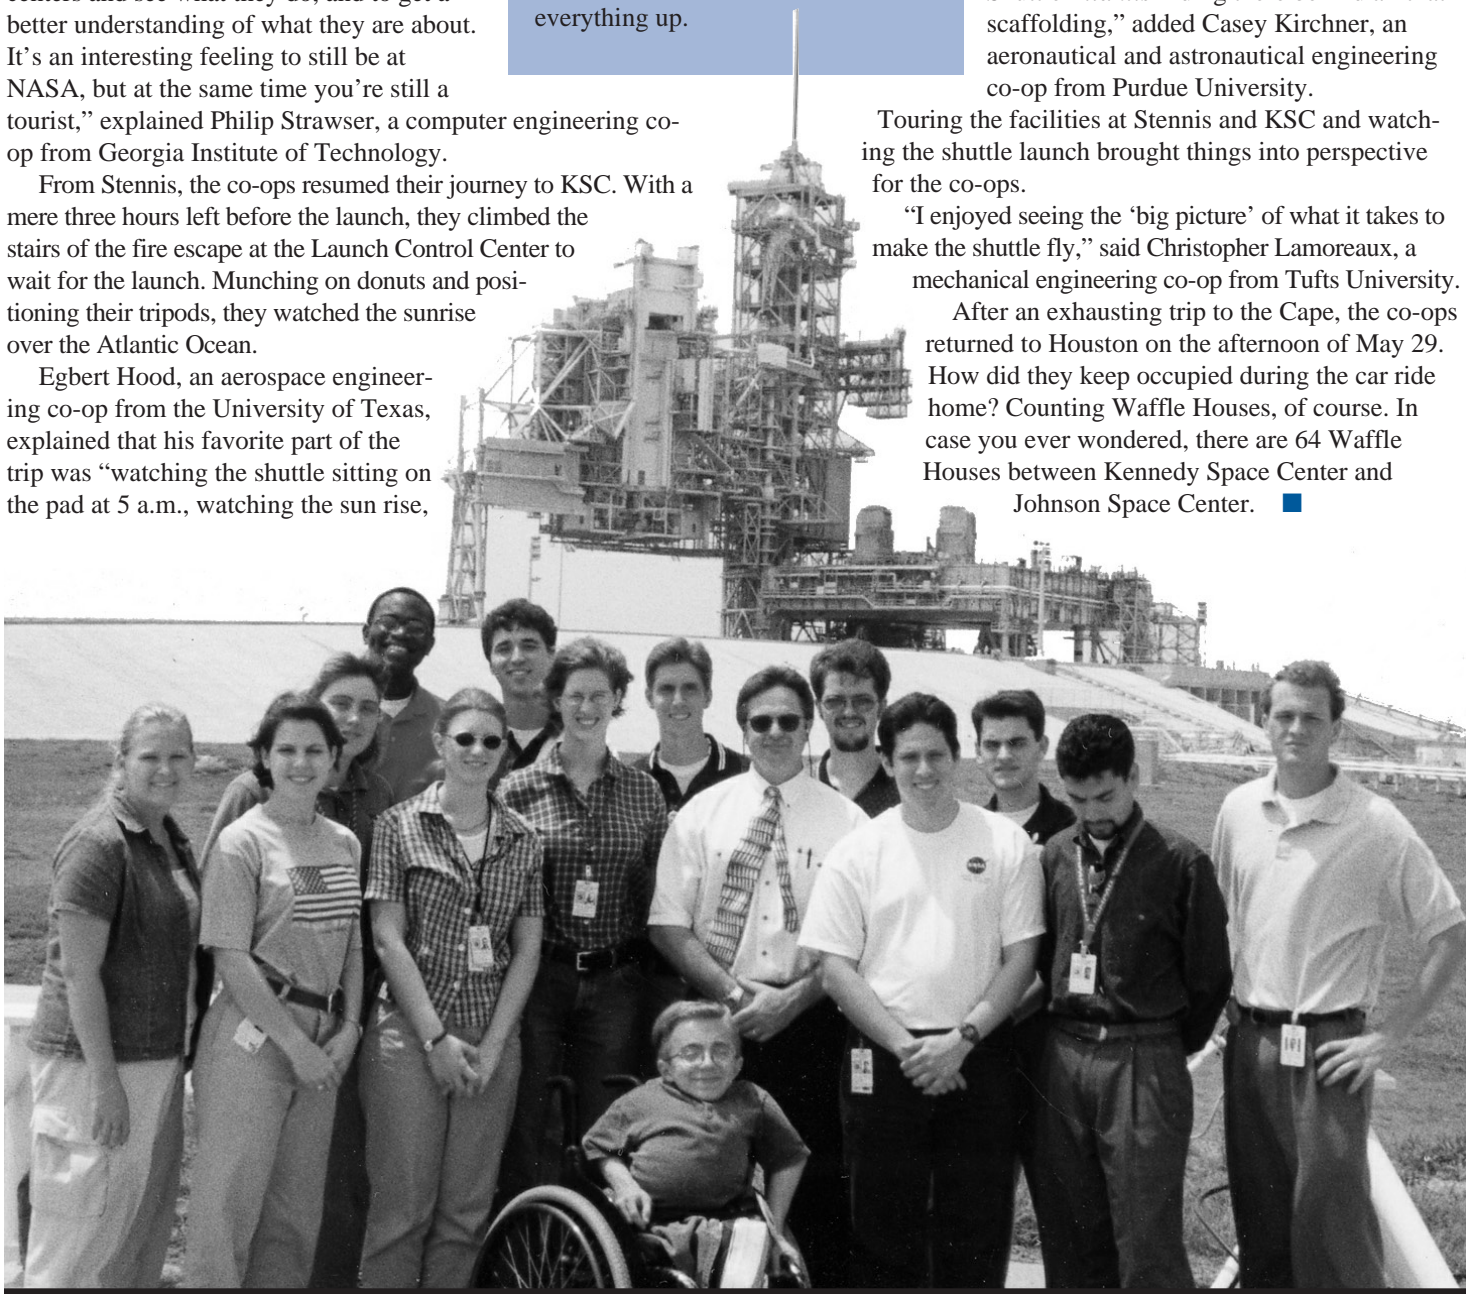 centers and see what they do, and to get a
better understanding of what they are about.
It’s an interesting feeling to still be at
NASA, but at the same time you’re still a
tourist,” explained Philip Strawser, a computer engineering co-
op from Georgia Institute of Technology.
From Stennis, the co-ops resumed their journey to KSC. With a
mere three hours left before the launch, they climbed the
stairs of the fire escape at the Launch Control Center to
wait for the launch. Munching on donuts and posi-
tioning their tripods, they watched the sunrise
over the Atlantic Ocean.
Egbert Hood, an aerospace engineer-
ing co-op from the University of Texas,
explained that his favorite part of the
trip was “watching the shuttle sitting on
the pad at 5 a.m., watching the sun rise,
everything up.
scaffolding,” added Casey Kirchner, an
aeronautical and astronautical engineering
co-op from Purdue University.
Touring the facilities at Stennis and KSC and watch-
ing the shuttle launch brought things into perspective
for the co-ops.
“I enjoyed seeing the ‘big picture’ of what it takes to
make the shuttle fly,” said Christopher Lamoreaux, a
mechanical engineering co-op from Tufts University.
After an exhausting trip to the Cape, the co-ops
returned to Houston on the afternoon of May 29.
How did they keep occupied during the car ride
home? Counting Waffle Houses, of course. In
case you ever wondered, there are 64 Waffle
Houses between Kennedy Space Center and
Johnson Space Center.
NASA